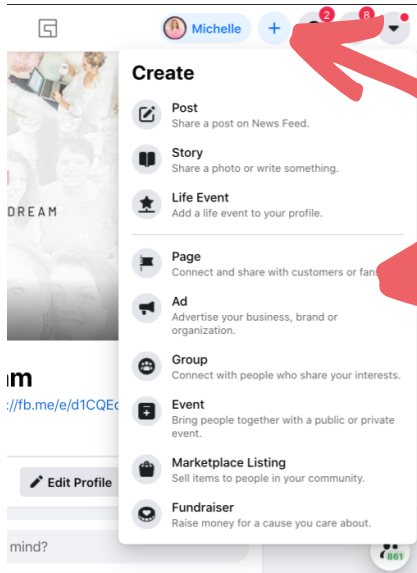 Michelle
2
8
Create
Post
Share a post on News Feed.
Story
Share a photo or write something.
Life Event
Add a life event to your profile.
DREAM
Page
Connect and share with customers or fans
Ad
Advertise your business, brand or
organization.
Group
Connect with people who share your interests.
://fb.me/e/d1CQEc
Event
Bring people together with a public or private
event.
Marketplace Listing
Sell items to people in your community.
Edit Profile
Fundraiser
Raise money for a cause you care about.
mind?
861